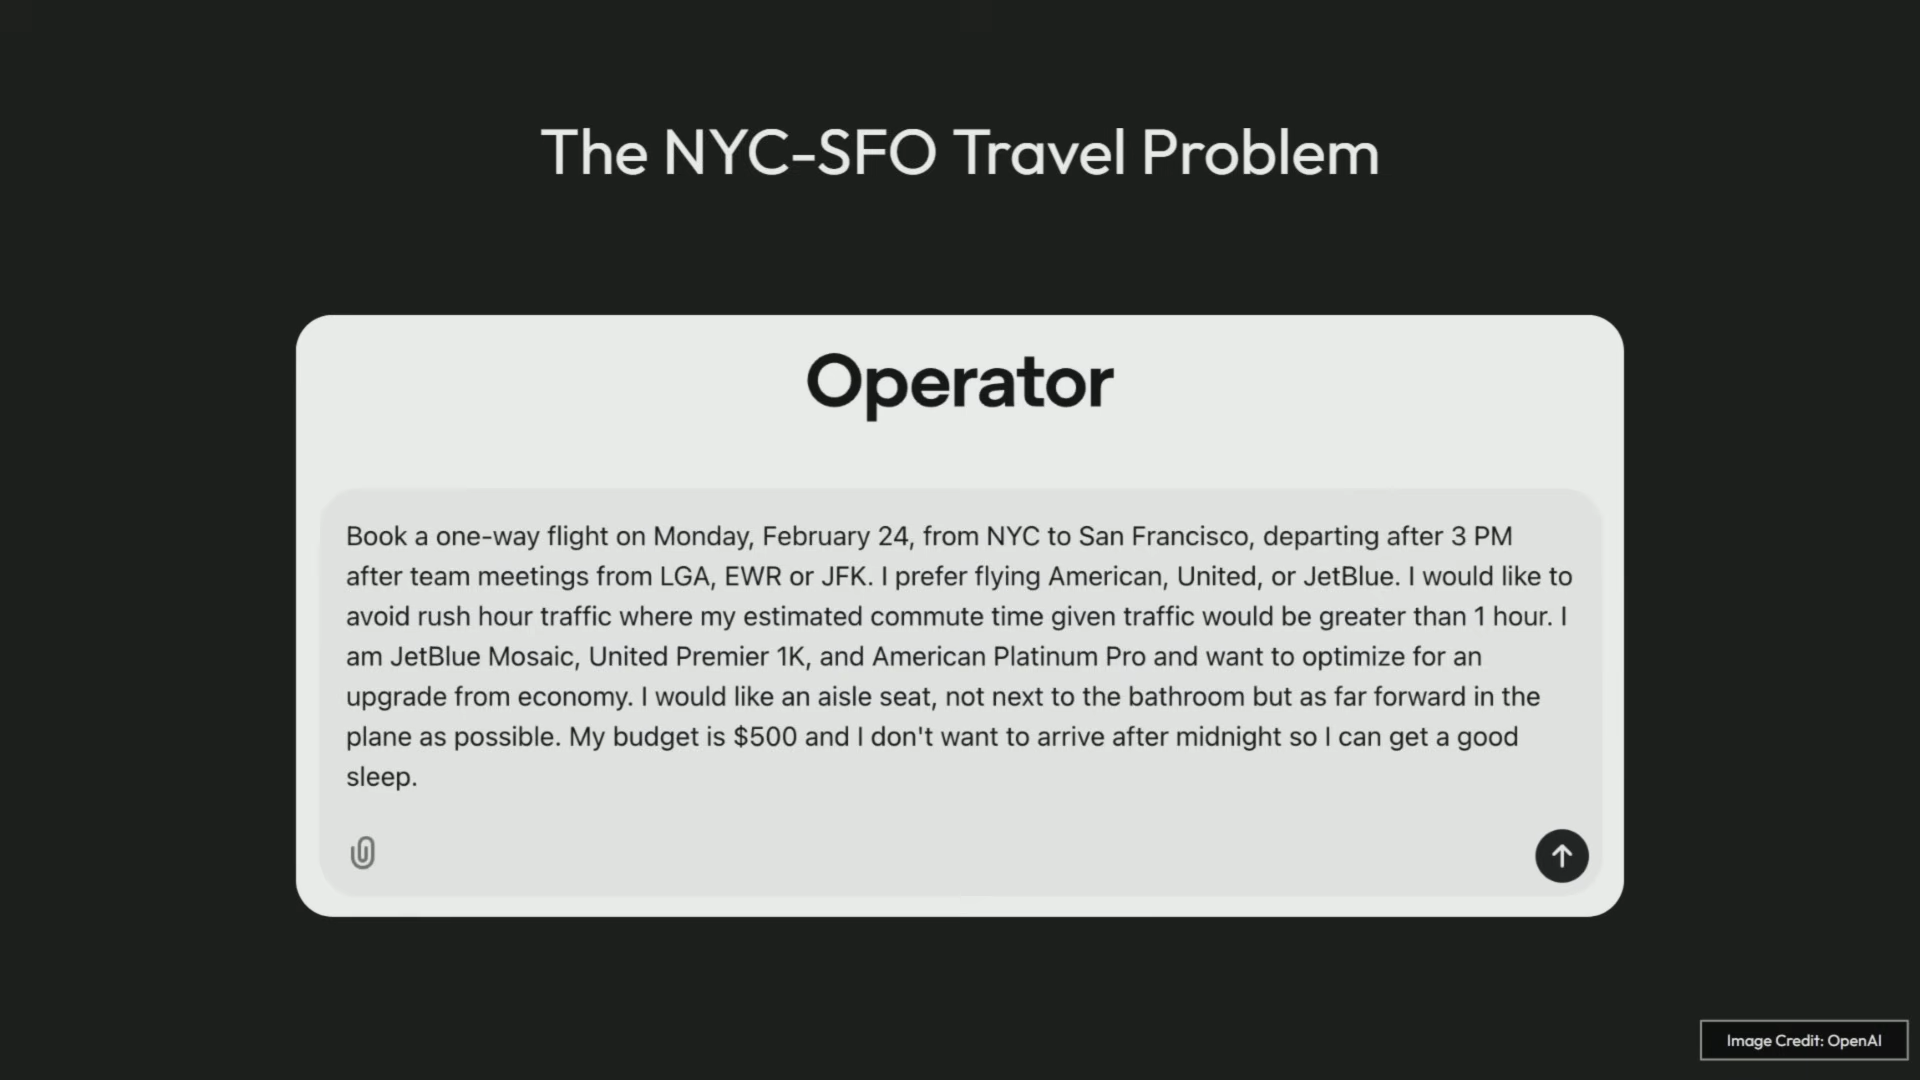 The NYC-SFO Travel Problem
Operator
Book a one-way flight on Monday, February 24, from NYC to San Francisco, departing after 3 PM
after team meetings from LGA, EWR or JFK. I prefer flying American, United, or JetBlue. I would like to
avoid rush hour traffic where my estimated commute time given traffic would be greater than 1 hour. I
am JetBlue Mosaic, United Premier 1K, and American Platinum Pro and want to optimize for an
upgrade from economy. I would like an aisle seat, not next to the bathroom but as far forward in the
plane as possible. My budget is $500 and I don't want to arrive after midnight so I can get a good
sleep.
Image Credit: OpenAI